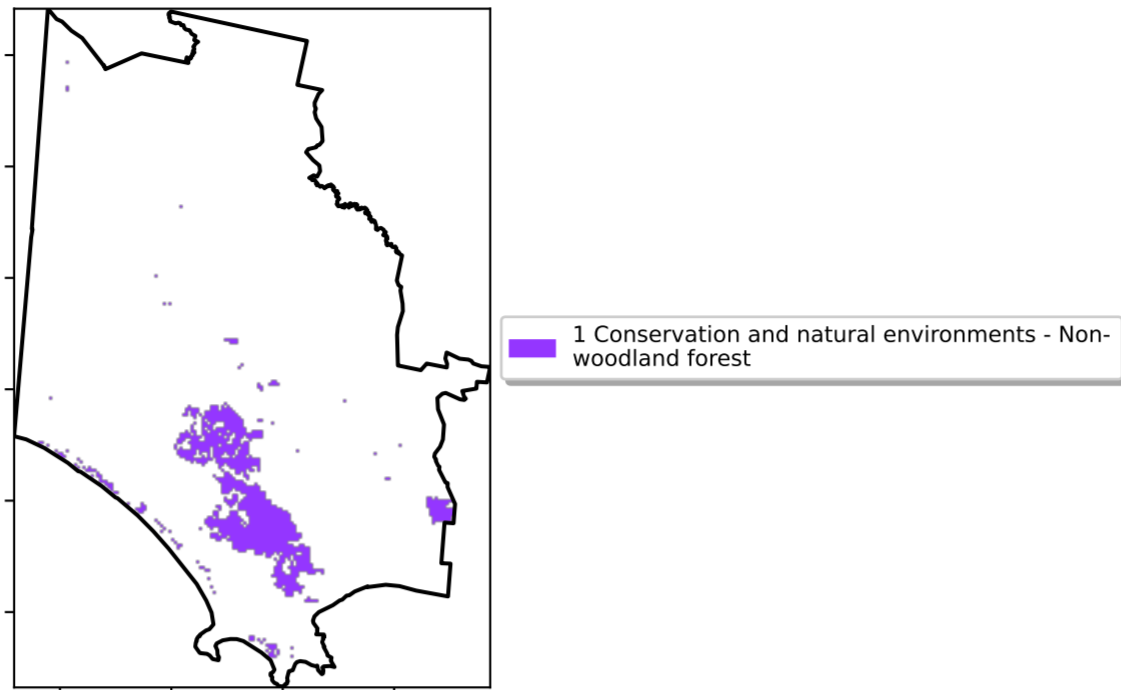 1 Conservation and natural environments - Non-
woodland forest